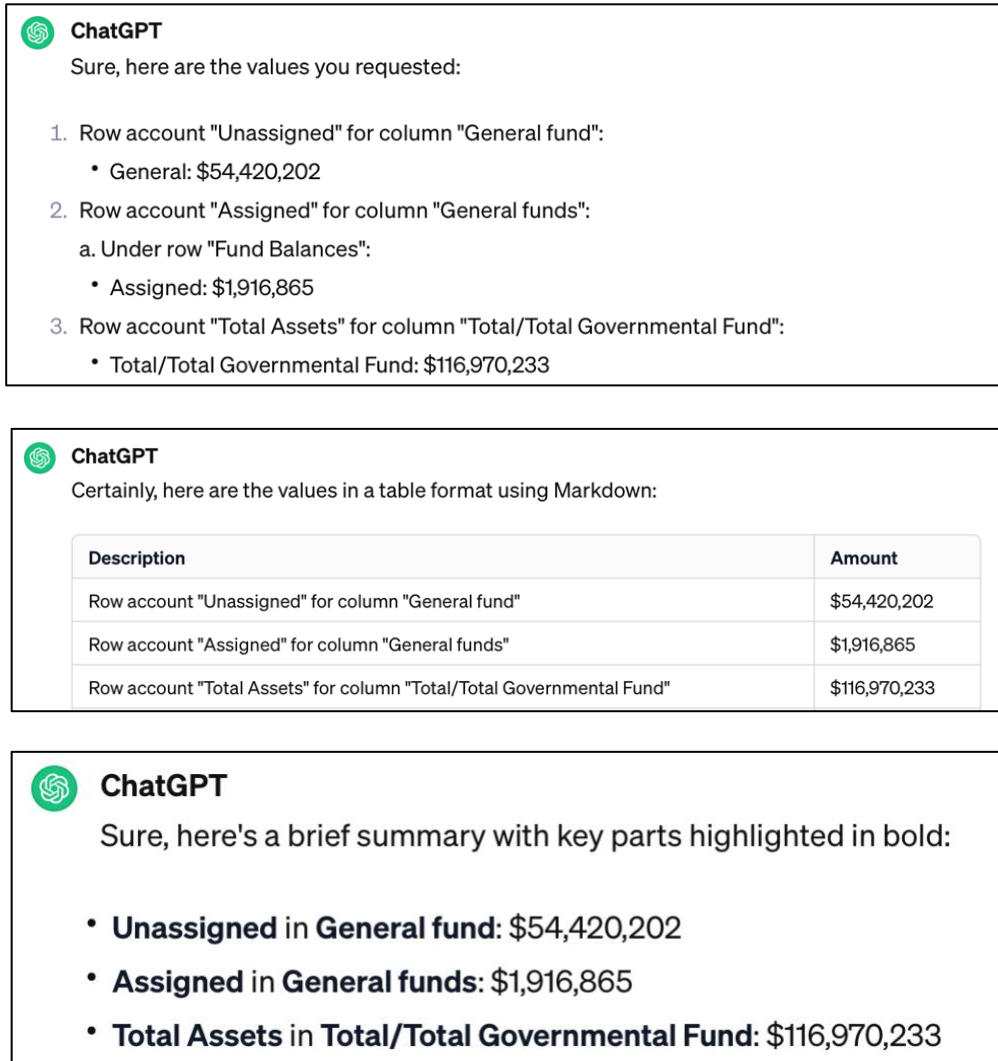 ChatGPT
Sure, here are the values you requested:
1. Row account "Unassigned" for column "General fund":
• General: $54,420,202
2. Row account "Assigned" for column "General funds":
a. Under row "Fund Balances":
• Assigned: $1,916,865
3. Row account "Total Assets" for column "Total/Total Governmental Fund":
• Total/Total Governmental Fund: $116,970,233
ChatGPT
Certainly, here are the values in a table format using Markdown:
Description Amount
Row account "Unassigned" for column "General fund" $54,420,202
Row account "Assigned" for column "General funds" $1,916,865
Row account "Total Assets" for column "Total/Total Governmental Fund" $116,970,233
ChatGPT
Sure, here's a brief summary with key parts highlighted in bold:
• Unassigned in General fund: $54,420,202
• Assigned in General funds: $1,916,865
• Total Assets in Total/Total Governmental Fund: $116,970,233